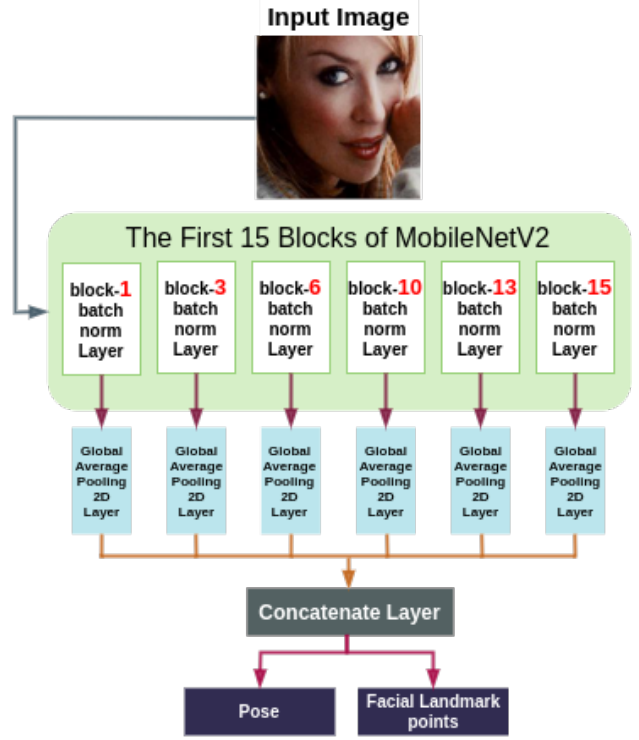 Input Image
The First 15 Blocks of MobileNetV2
block-1
batch
norm
Layer
block-3
batch
norm
Layer
block-6
batch
norm
Layer
block-10
batch
norm
Layer
block-13
batch
norm
Layer
block-15
batch
norm
Layer
Global
Average
Pooling
2D
Layer
Global
Average
Pooling
2D
Layer
Global
Average
Pooling
2D
Layer
Global
Average
Pooling
2D
Layer
Global
Average
Pooling
2D
Layer
Global
Average
Pooling
2D
Layer
Concatenate Layer
Pose
Facial Landmark
points